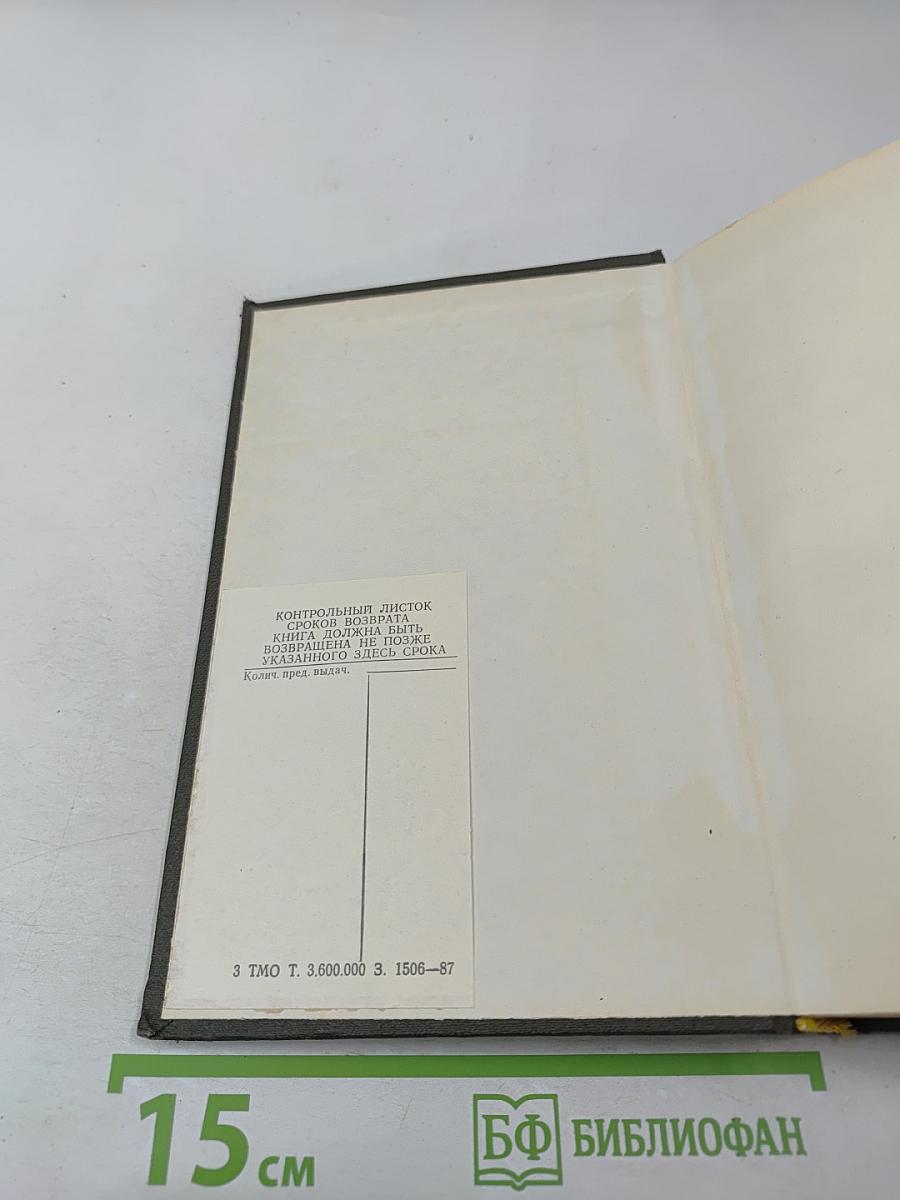 КОНТРОЛЬНЫЙ ЛИСТОК
СРОКОВ ВОЗВРАТА
КНИГА ДОЛЖНА БЫТЬ
ВОЗВРАЩЕНА НЕ ПОЗЖЕ
УКАЗАННОГО ЗДЕСЬ СРОКА
Колич. пред. выдач.
3 ТМО Т. 3.600.000 З. 1506—87
15 см
БФ БИБЛИОФАН